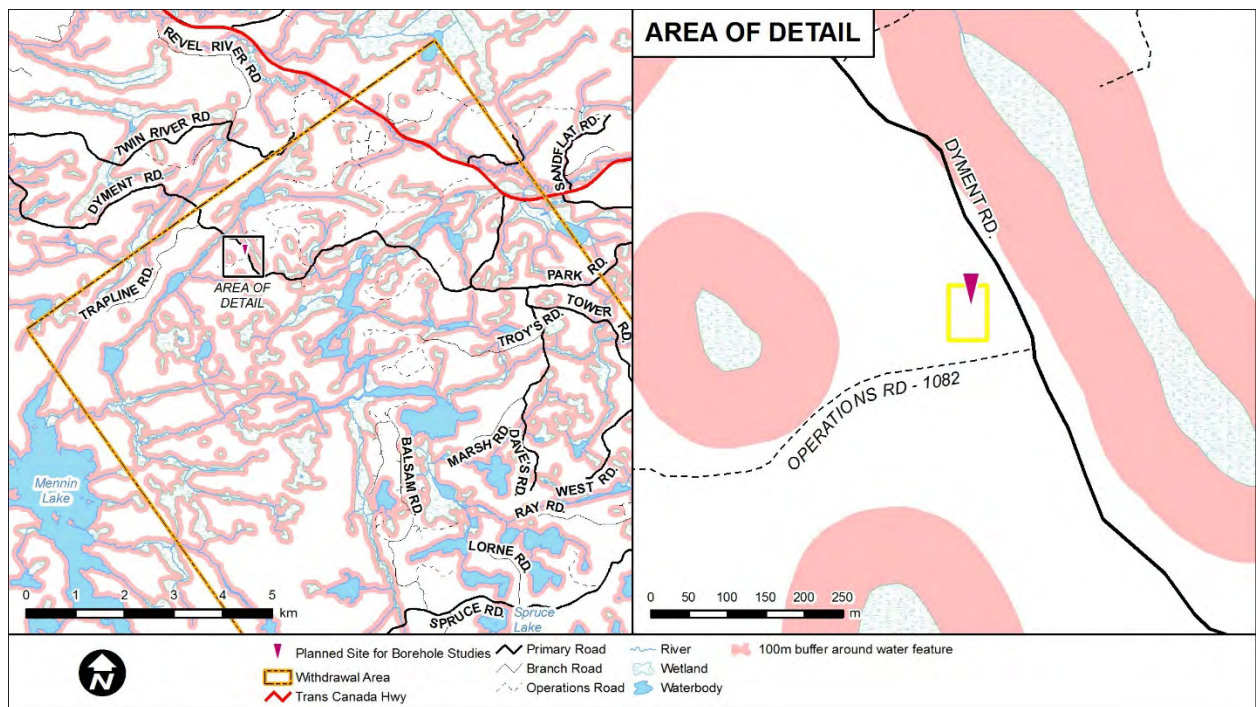 REVEL RIVER RD
TWIN RIVER RD
DYMENT RD.
TRAPLINE RD.
AREA OF
DETAIL
SANDFLAT RD.
PARK RD.
TOWER RD.
TROY'S RD.
MARSH RD.
DAVE'S RD.
BALSAM RD.
WEST RD.
RAY RD.
LORNE RD.
SPRUCE RD.
Spruce
Lake
Mennin
Lake
0 1 2 3 4 5
km
AREA OF DETAIL
DYMENT RD.
OPERATIONS RD - 1082
0 50 100 150 200 250
m
N
Planned Site for Borehole Studies
Withdrawal Area
Trans Canada Hwy
Primary Road
Branch Road
Operations Road
River
Wetland
Waterbody
100m buffer around water feature